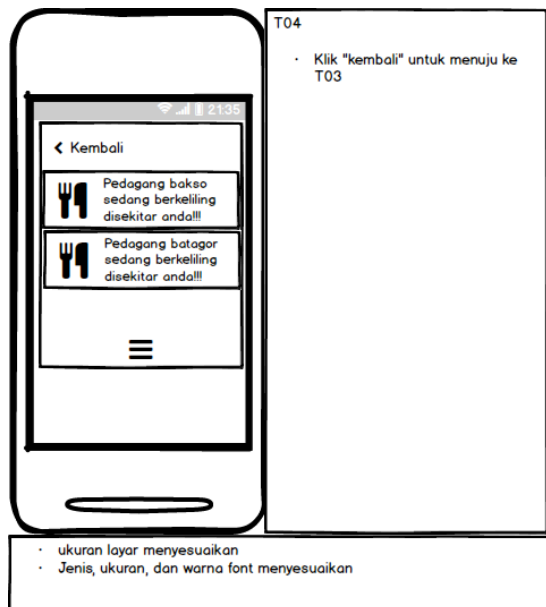 21:35
Kembali
Pedagang bakso
sedang berkeliling
disekitar anda!!!
Pedagang batagor
sedang berkeliling
disekitar anda!!!
T04
· Klik "kembali" untuk menuju ke
T03
· ukuran layar menyesuaikan
· Jenis, ukuran, dan warna font menyesuaikan